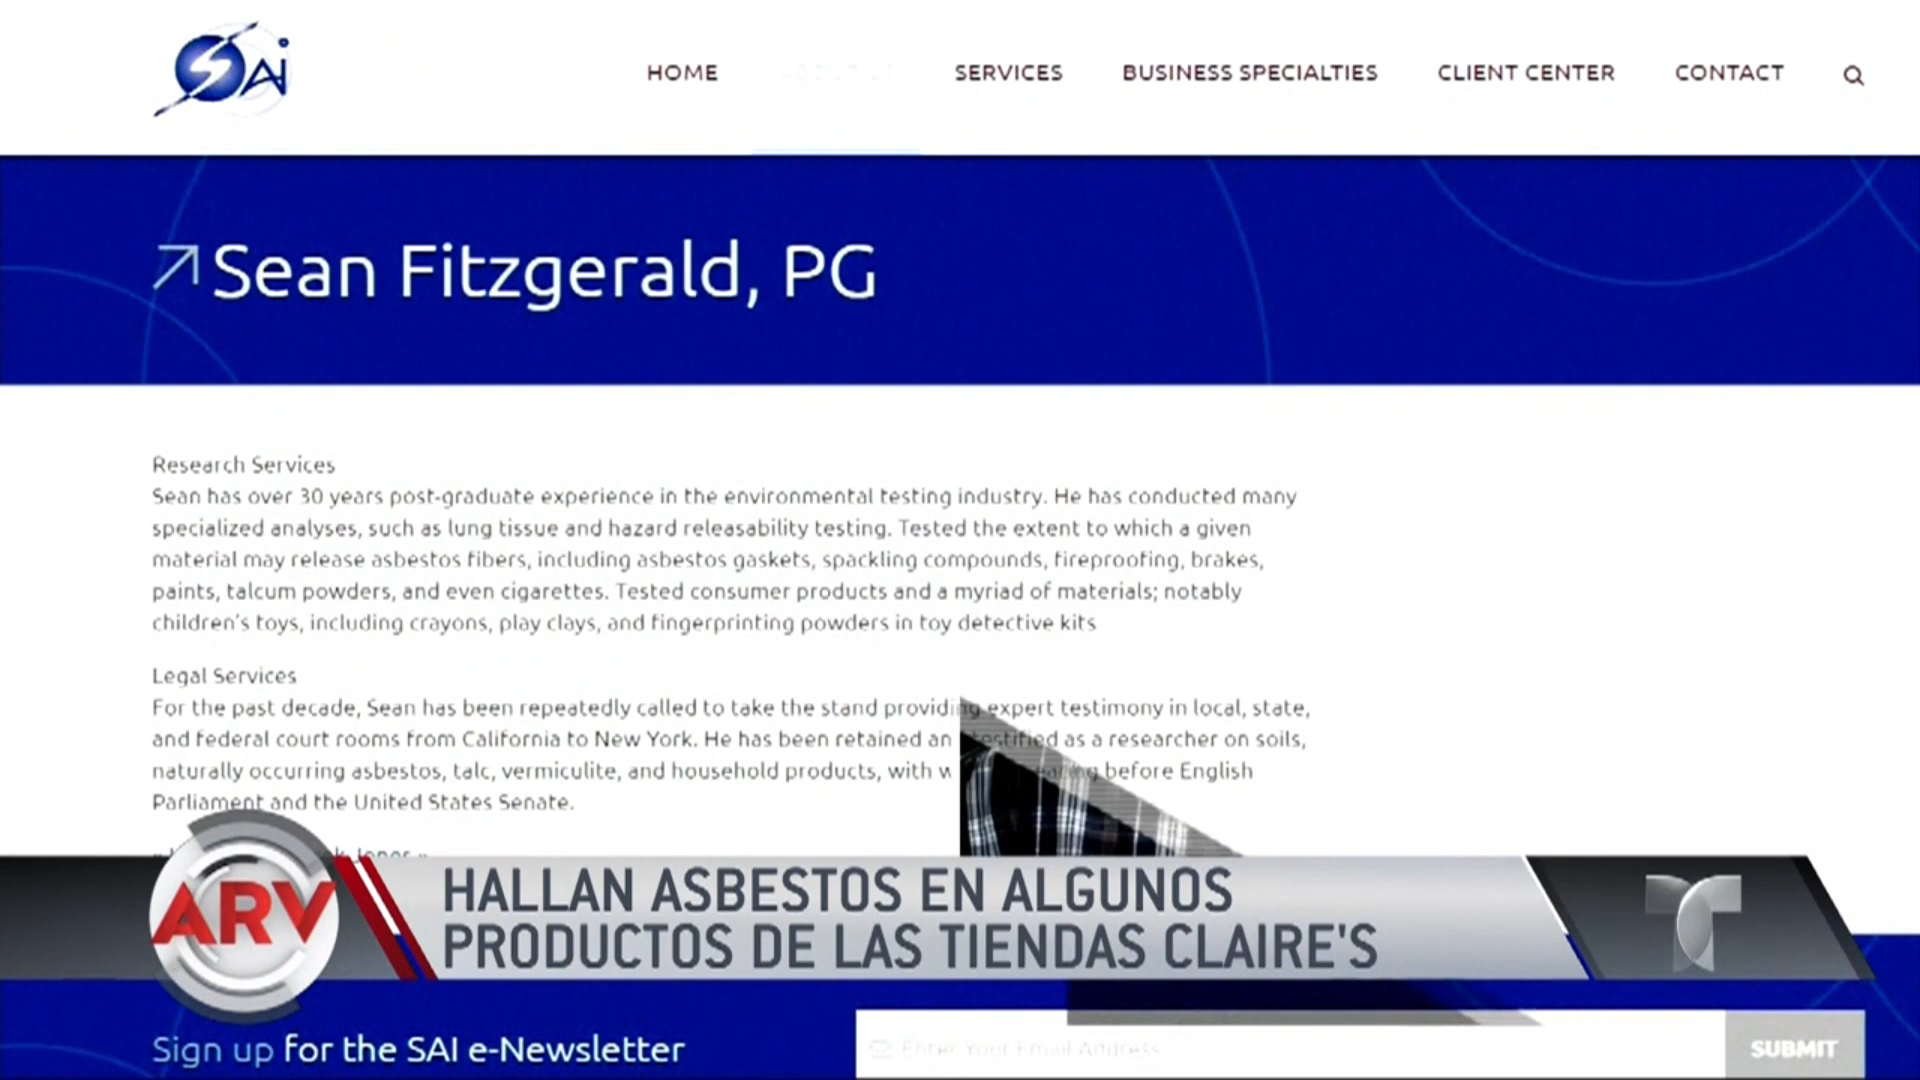 SAi
HOME
SERVICES
BUSINESS SPECIALTIES
CLIENT CENTER
CONTACT
Sean Fitzgerald, PG
Research Services
Sean has over 30 years post-graduate experience in the environmental testing industry. He has conducted many
specialized analyses, such as lung tissue and hazard releasability testing. Tested the extent to which a given
material may release asbestos fibers, including asbestos gaskets, spackling compounds, fireproofing, brakes,
paints, talcum powders, and even cigarettes. Tested consumer products and a myriad of materials; notably
children's toys, including crayons, play clays, and fingerprinting powders in toy detective kits
Legal Services
For the past decade, Sean has been repeatedly called to take the stand providing expert testimony in local, state,
and federal court rooms from California to New York. He has been retained an testified as a researcher on soils,
naturally occurring asbestos, talc, vermiculite, and household products, with before English
Parliament and the United States Senate.
ARV
HALLAN ASBESTOS EN ALGUNOS
PRODUCTOS DE LAS TIENDAS CLAIRE'S
Sign up for the SAI e-Newsletter
Enter Your Email Address
SUBMIT